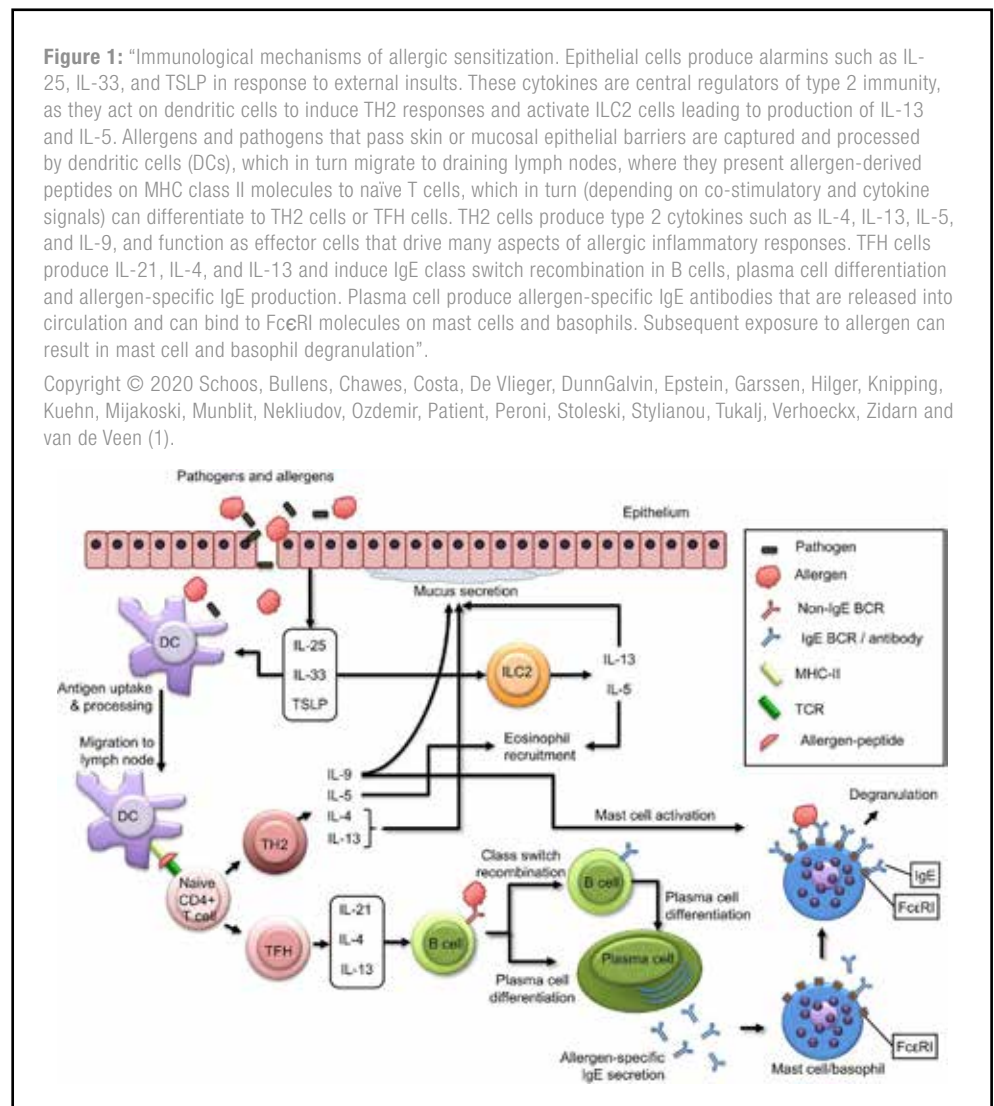 Figure 1: “Immunological mechanisms of allergic sensitization. Epithelial cells produce alarmins such as IL-
25, IL-33, and TSLP in response to external insults. These cytokines are central regulators of type 2 immunity,
as they act on dendritic cells to induce TH2 responses and activate ILC2 cells leading to production of IL-13
and IL-5. Allergens and pathogens that pass skin or mucosal epithelial barriers are captured and processed
by dendritic cells (DCs), which in turn migrate to draining lymph nodes, where they present allergen-derived
peptides on MHC class II molecules to naïve T cells, which in turn (depending on co-stimulatory and cytokine
signals) can differentiate to TH2 cells or TFH cells. TH2 cells produce type 2 cytokines such as IL-4, IL-13, IL-5,
and IL-9, and function as effector cells that drive many aspects of allergic inflammatory responses. TFH cells
produce IL-21, IL-4, and IL-13 and induce IgE class switch recombination in B cells, plasma cell differentiation
and allergen-specific IgE production. Plasma cell produce allergen-specific IgE antibodies that are released into
circulation and can bind to FcєRI molecules on mast cells and basophils. Subsequent exposure to allergen can
result in mast cell and basophil degranulation”.
Copyright © 2020 Schoos, Bullens, Chawes, Costa, De Vlieger, DunnGalvin, Epstein, Garssen, Hilger, Knipping,
Kuehn, Mijakoski, Munblit, Nekliudov, Ozdemir, Patient, Peroni, Stoleski, Stylianou, Tukalj, Verhoeckx, Zidarn and
van de Veen (1).
Pathogens and allergens
Epithelium
Pathogen
Allergen
Non-IgE BCR
IgE BCR / antibody
MHC-II
TCR
Allergen-peptide
Mucus secretion
DC
IL-25
IL-33
TSLP
ILC2
IL-13
IL-5
Antigen uptake
& processing
Eosinophil
recruitment
Migration to
lymph node
DC
IL-9
IL-5
IL-4
IL-13
TH2
Mast cell activation
Degranulation
IgE
FcεRI
Naive
CD4+
T cell
Class switch
recombination
B cell
Plasma cell
differentiation
TFH
IL-21
IL-4
IL-13
B cell
Plasma cell
Plasma cell
differentiation
Allergen-specific
IgE secretion
FcεRI
Mast cell/basophil